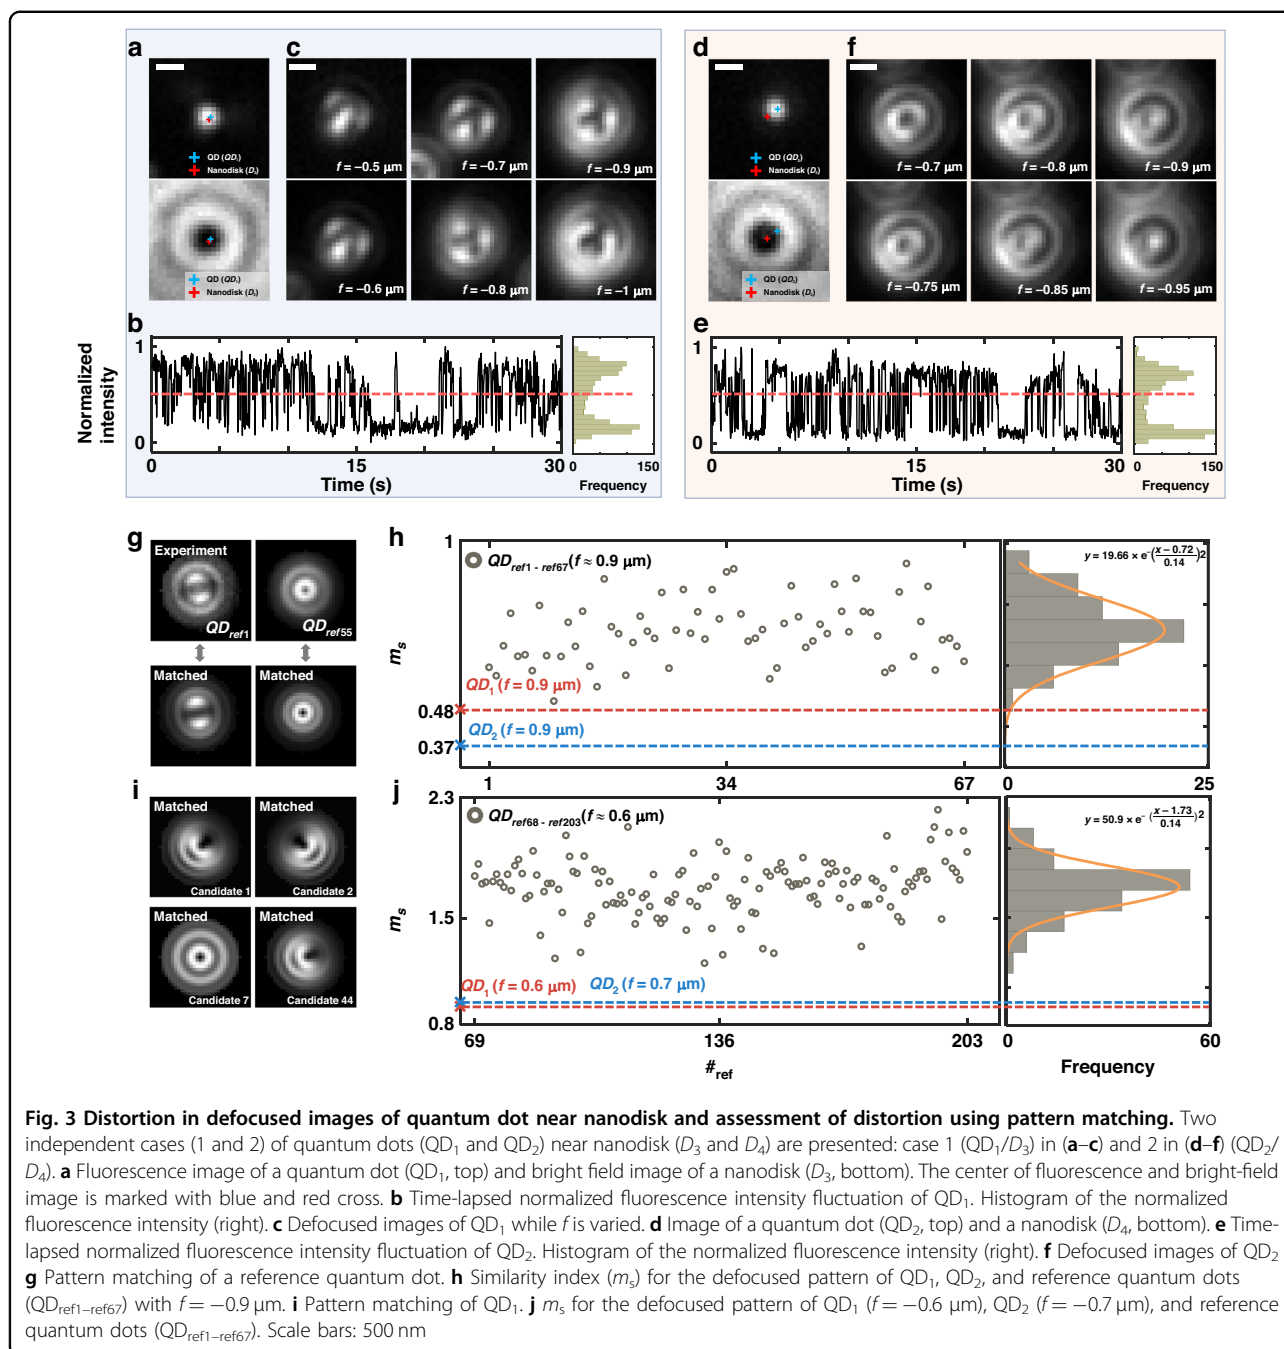 a
c
QD (QD₁)
Nanodisk (D₃)
f = −0.5 µm
f = −0.7 µm
f = −0.9 µm
QD (QD₁)
Nanodisk (D₃)
f = −0.6 µm
f = −0.8 µm
f = −1 µm
b
Normalized
intensity
1
0
0
15
30
Time (s)
0
150
Frequency
d
f
QD (QD₂)
Nanodisk (D₄)
f = −0.7 µm
f = −0.8 µm
f = −0.9 µm
QD (QD₂)
Nanodisk (D₄)
f = −0.75 µm
f = −0.85 µm
f = −0.95 µm
e
1
0
0
15
30
Time (s)
0
150
Frequency
g
Experiment
QD_ref1
QD_ref55
Matched
Matched
h
1
m_s
0.48
0.37
QD_ref1 - ref67 (f ≈ 0.9 µm)
QD₁ (f = 0.9 µm)
QD₂ (f = 0.9 µm)
1
34
67
y = 19.66 × e^−((x − 0.72)/0.14)2
0
25
i
Matched
Candidate 1
Matched
Candidate 2
Matched
Candidate 7
Matched
Candidate 44
j
2.3
m_s
1.5
0.8
QD_ref68 - ref203 (f ≈ 0.6 µm)
QD₁ (f = 0.6 µm)
QD₂ (f = 0.7 µm)
69
136
203
#_ref
y = 50.9 × e^−((x − 1.73)/0.14)2
0
60
Frequency
Fig. 3 Distortion in defocused images of quantum dot near nanodisk and assessment of distortion using pattern matching. Two
independent cases (1 and 2) of quantum dots (QD₁ and QD₂) near nanodisk (D₃ and D₄) are presented: case 1 (QD₁/D₃) in (a–c) and 2 in (d–f) (QD₂/
D₄). a Fluorescence image of a quantum dot (QD₁, top) and bright field image of a nanodisk (D₃, bottom). The center of fluorescence and bright-field
image is marked with blue and red cross. b Time-lapsed normalized fluorescence intensity fluctuation of QD₁. Histogram of the normalized
fluorescence intensity (right). c Defocused images of QD₁ while f is varied. d Image of a quantum dot (QD₂, top) and a nanodisk (D₄, bottom). e Time-
lapsed normalized fluorescence intensity fluctuation of QD₂. Histogram of the normalized fluorescence intensity (right). f Defocused images of QD₂
g Pattern matching of a reference quantum dot. h Similarity index (m_s) for the defocused pattern of QD₁, QD₂, and reference quantum dots
(QD_ref1–ref67) with f = −0.9 µm. i Pattern matching of QD₁. j m_s for the defocused pattern of QD₁ (f = −0.6 µm), QD₂ (f = −0.7 µm), and reference
quantum dots (QD_ref1–ref67). Scale bars: 500 nm